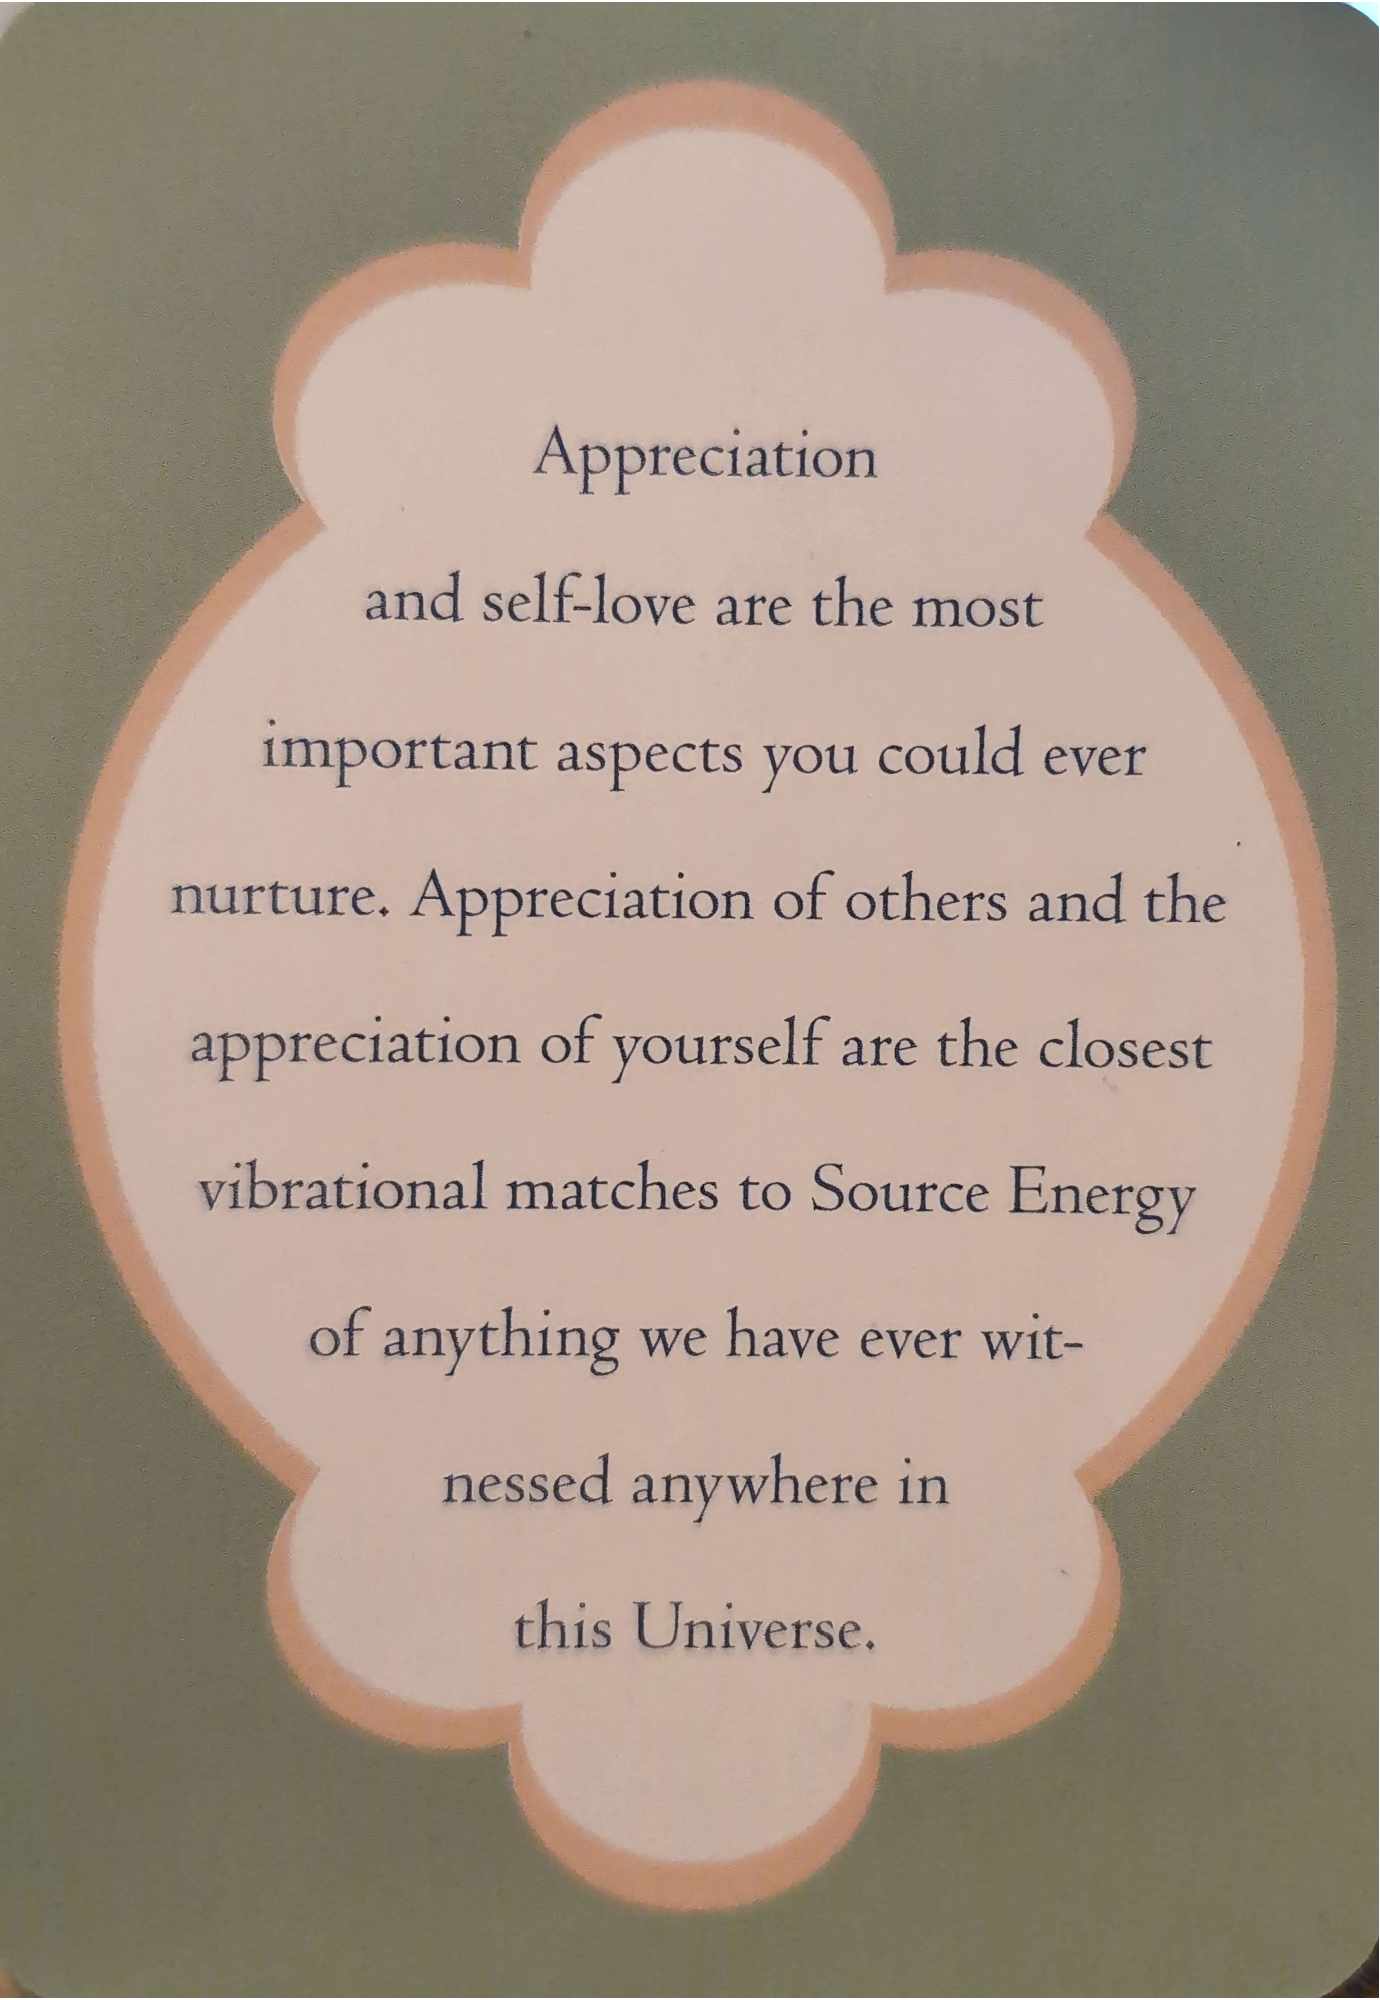 Appreciation
and self-love are the most
important aspects you could ever
nurture. Appreciation of others and the
appreciation of yourself are the closest
vibrational matches to Source Energy
of anything we have ever wit-
nessed anywhere in
this Universe.